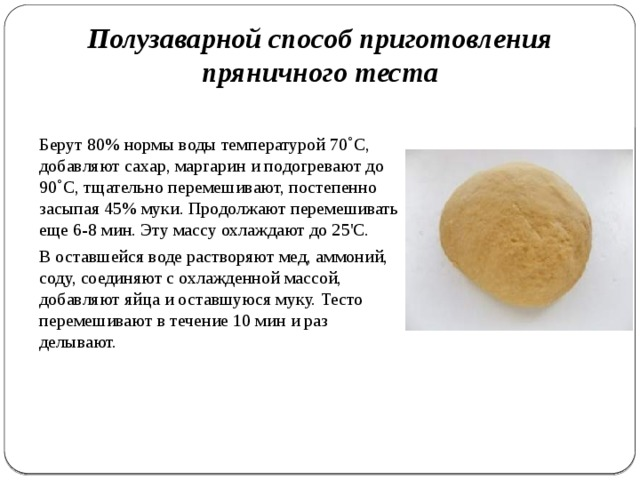 Полузаварной способ приготовления
пряничного теста
Берут 80% нормы воды температурой 70˚С,
добавляют сахар, маргарин и подогревают до
90˚С, тщательно перемешивают, постепенно
засыпая 45% муки. Продолжают перемешивать
еще 6-8 мин. Эту массу охлаждают до 25'С.
В оставшейся воде растворяют мед, аммоний,
соду, соединяют с охлажденной массой,
добавляют яйца и оставшуюся муку. Тесто
перемешивают в течение 10 мин и раз
делывают.